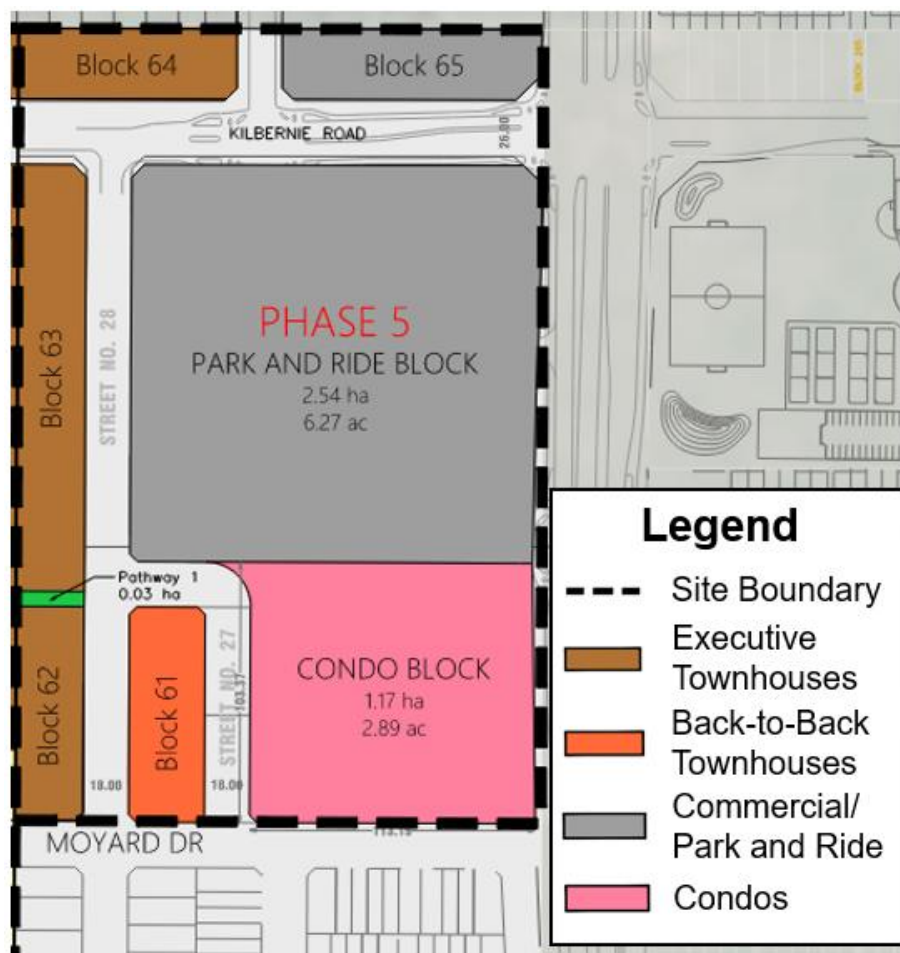 Block 64
Block 65
KILBERNIE ROAD
26.00
Block 63
STREET NO. 28
PHASE 5
PARK AND RIDE BLOCK
2.54 ha
6.27 ac
Pathway 1
0.03 ha
Block 62
Block 61
STREET NO. 27
103.37
CONDO BLOCK
1.17 ha
2.89 ac
18.00
18.00
MOYARD DR
Legend
Site Boundary
Executive
Townhouses
Back-to-Back
Townhouses
Commercial/
Park and Ride
Condos